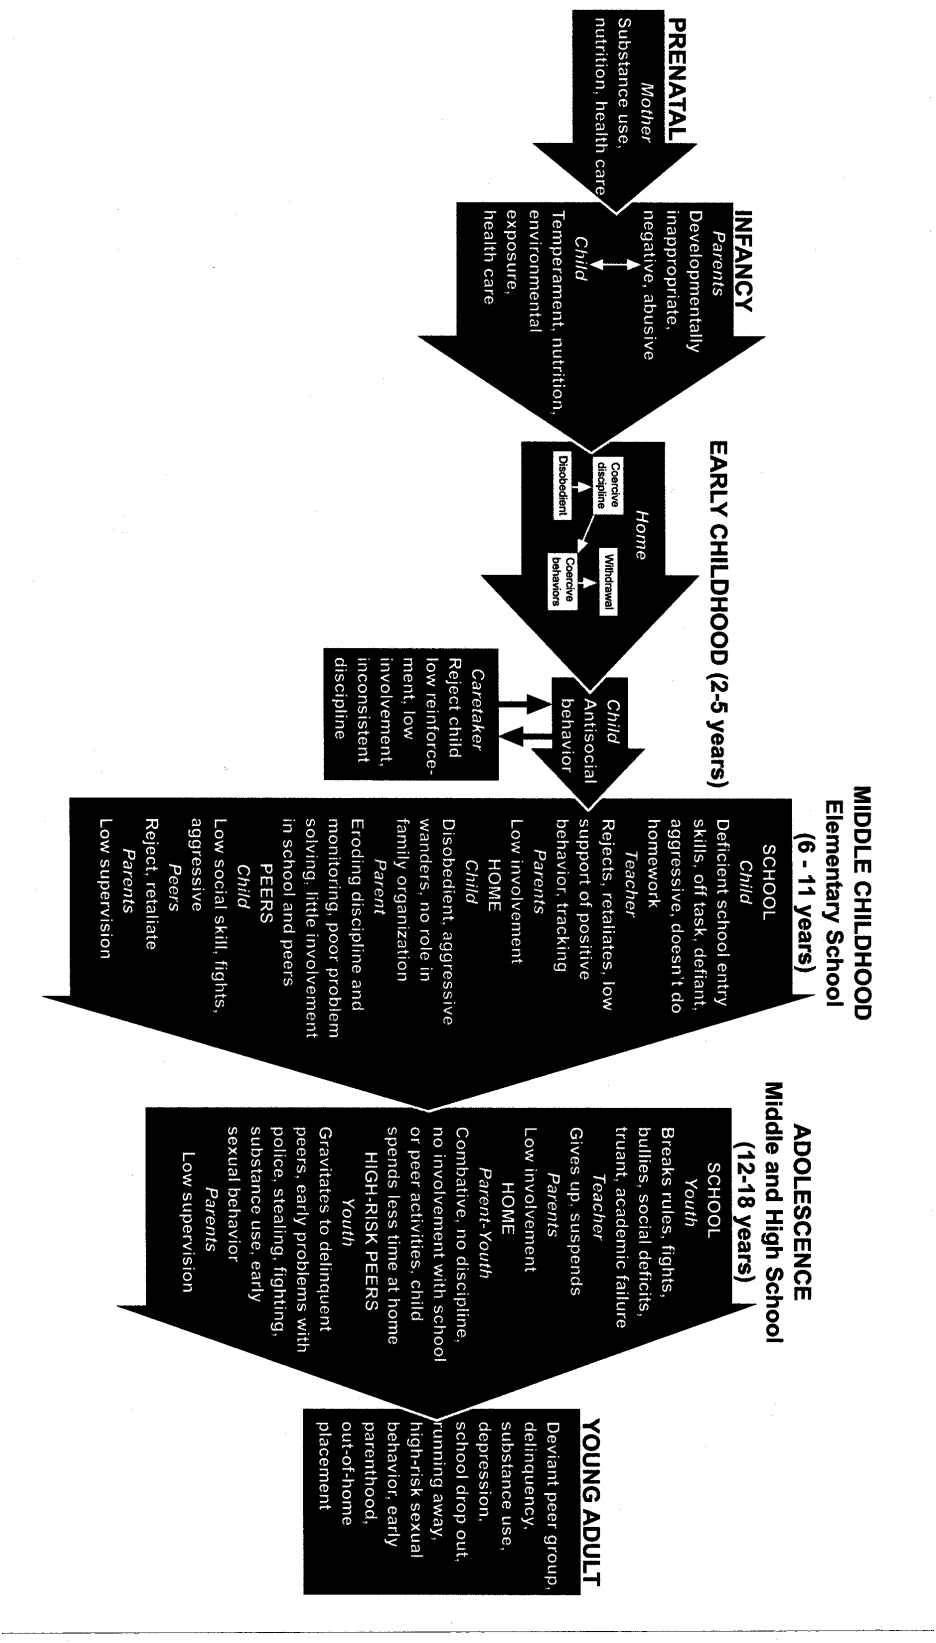 PRENATAL
Mother
Substance use,
nutrition, health care
INFANCY
Parents
Developmentally
inappropriate,
negative, abusive
Child
Temperament, nutrition,
environmental
exposure,
health care
EARLY CHILDHOOD (2-5 years)
Home
Coercive
discipline
Disobedient
Withdrawal
Coercive
behaviors
Child
Antisocial
behavior
Caretaker
Reject child
low reinforce-
ment, low
involvement,
inconsistent
discipline
MIDDLE CHILDHOOD
Elementary School
(6 - 11 years)
SCHOOL
Child
Deficient school entry
skills, off task, defiant,
aggressive, doesn't do
homework
Teacher
Rejects, retaliates, low
support of positive
behavior, tracking
Parents
Low involvement
HOME
Child
Disobedient, aggressive
wanders, no role in
family organization
Parent
Eroding discipline and
monitoring, poor problem
solving, little involvement
in school and peers
PEERS
Child
Low social skill, fights,
aggressive
Peers
Reject, retaliate
Parents
Low supervision
ADOLESCENCE
Middle and High School
(12-18 years)
SCHOOL
Youth
Breaks rules, fights,
bullies, social deficits,
truant, academic failure
Teacher
Gives up, suspends
Parents
Low involvement
HOME
Parent-Youth
Combative, no discipline,
no involvement with school
or peer activities, child
spends less time at home
HIGH-RISK PEERS
Youth
Gravitates to delinquent
peers, early problems with
police, stealing, fighting,
substance use, early
sexual behavior
Parents
Low supervision
YOUNG ADULT
Deviant peer group,
delinquency,
substance use,
depression,
school drop out,
running away,
high-risk sexual
behavior, early
parenthood,
out-of-home
placement